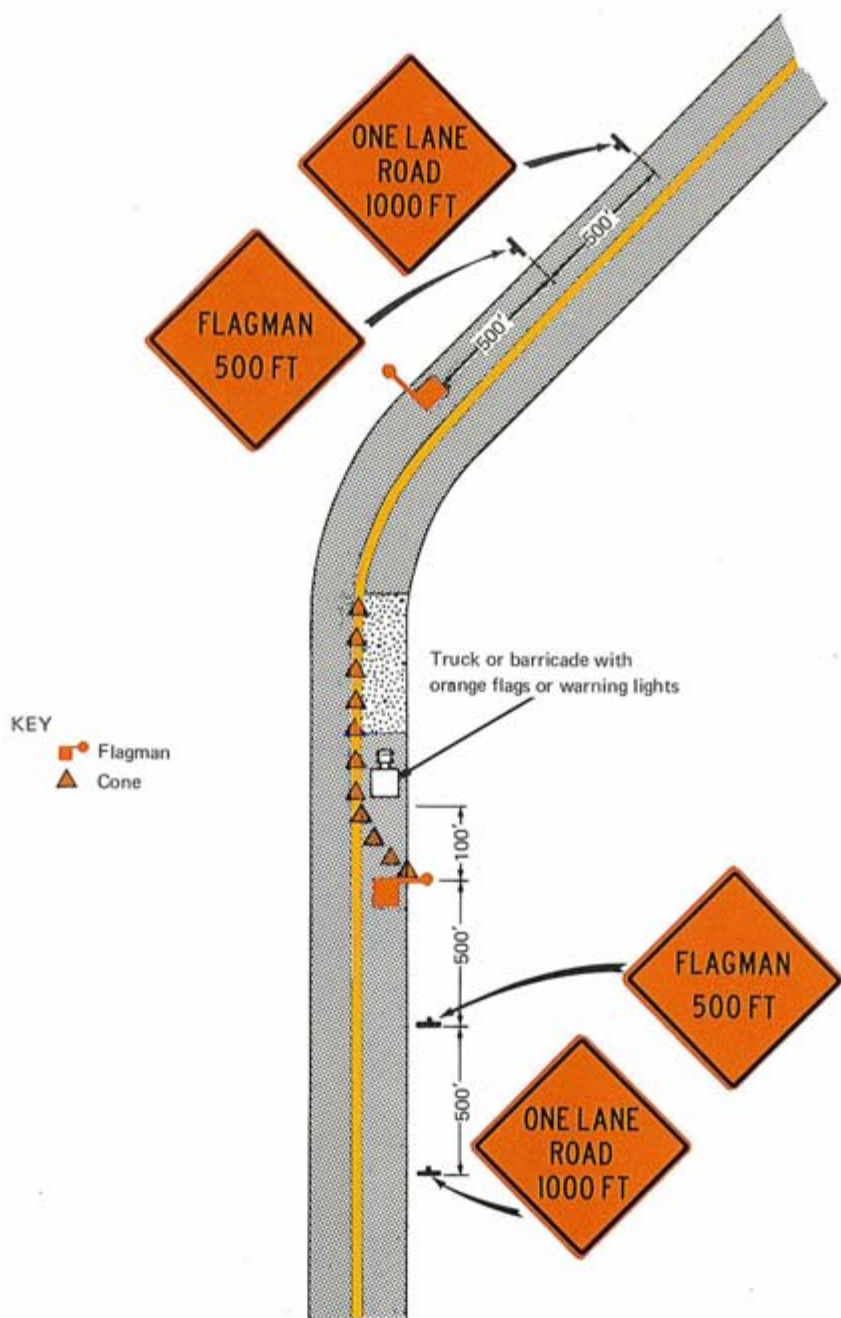 ONE LANE
ROAD
1000 FT
500'
FLAGMAN
500 FT
500'
Truck or barricade with
orange flags or warning lights
KEY
Flagman
Cone
100'
500'
FLAGMAN
500 FT
500'
ONE LANE
ROAD
1000 FT